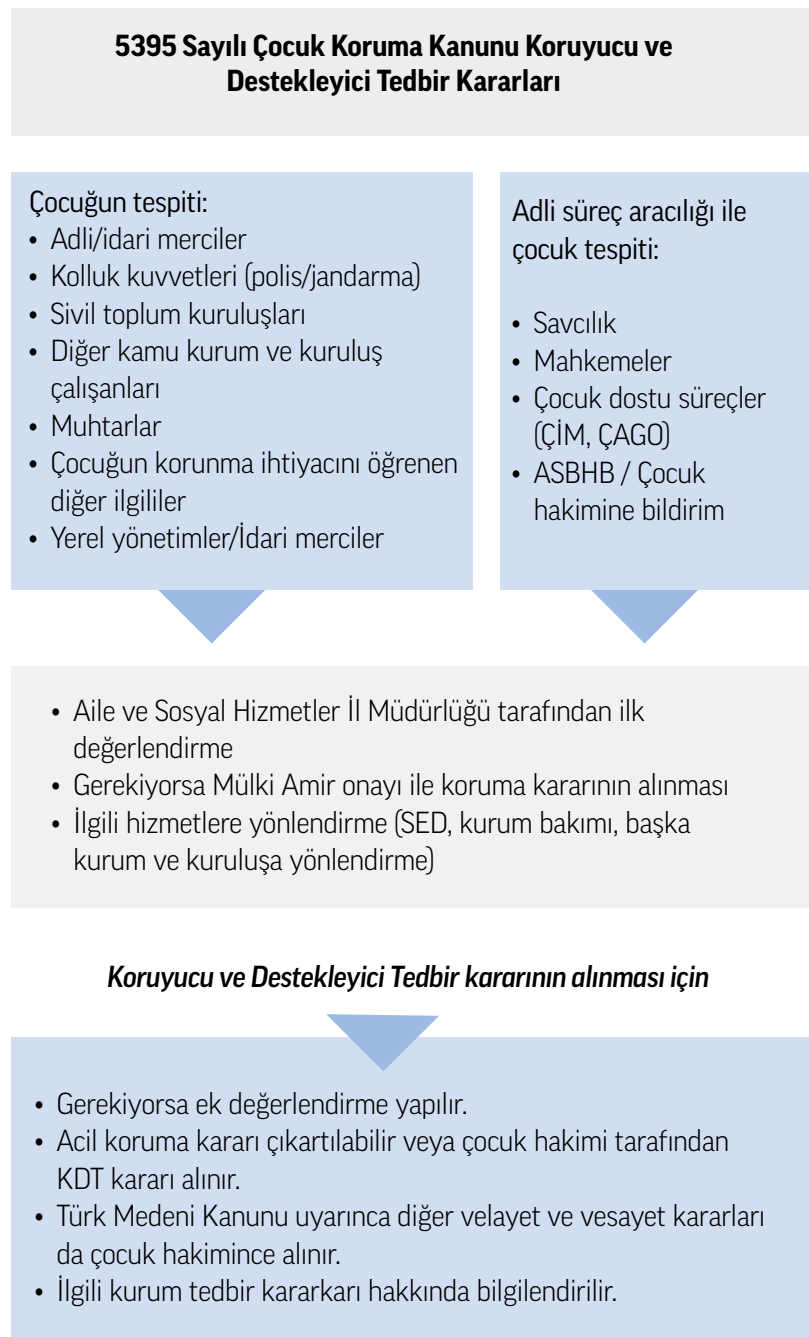 5395 Sayılı Çocuk Koruma Kanunu Koruyucu ve
Destekleyici Tedbir Kararları
Çocuğun tespiti:
• Adli/idari merciler
• Kolluk kuvvetleri (polis/jandarma)
• Sivil toplum kuruluşları
• Diğer kamu kurum ve kuruluş
çalışanları
• Muhtarlar
• Çocuğun korunma ihtiyacını öğrenen
diğer ilgililer
• Yerel yönetimler/İdari merciler
Adli süreç aracılığı ile
çocuk tespiti:
• Savcılık
• Mahkemeler
• Çocuk dostu süreçler
(ÇİM, ÇAGO)
• ASBHB / Çocuk
hakimine bildirim
• Aile ve Sosyal Hizmetler İl Müdürlüğü tarafından ilk
değerlendirme
• Gerekiyorsa Mülki Amir onayı ile koruma kararının alınması
• İlgili hizmetlere yönlendirme (SED, kurum bakımı, başka
kurum ve kuruluşa yönlendirme)
Koruyucu ve Destekleyici Tedbir kararının alınması için
• Gerekiyorsa ek değerlendirme yapılır.
• Acil koruma kararı çıkartılabilir veya çocuk hakimi tarafından
KDT kararı alınır.
• Türk Medeni Kanunu uyarınca diğer velayet ve vesayet kararları
da çocuk hakimince alınır.
• İlgili kurum tedbir kararkarı hakkında bilgilendirilir.